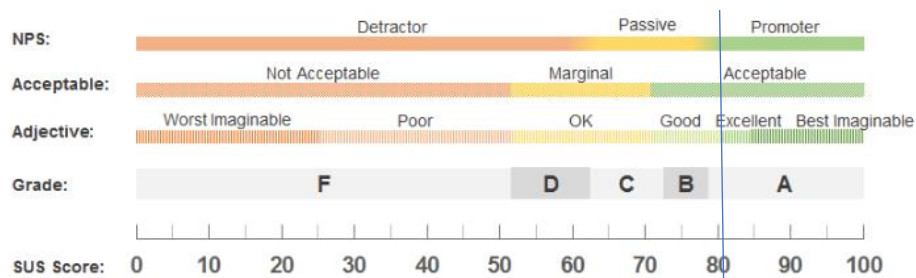 NPS: Detractor Passive Promoter
Acceptable: Not Acceptable Marginal Acceptable
Adjective: Worst Imaginable Poor OK Good Excellent Best Imaginable
Grade: F D C B A
SUS Score: 0 10 20 30 40 50 60 70 80 90 100